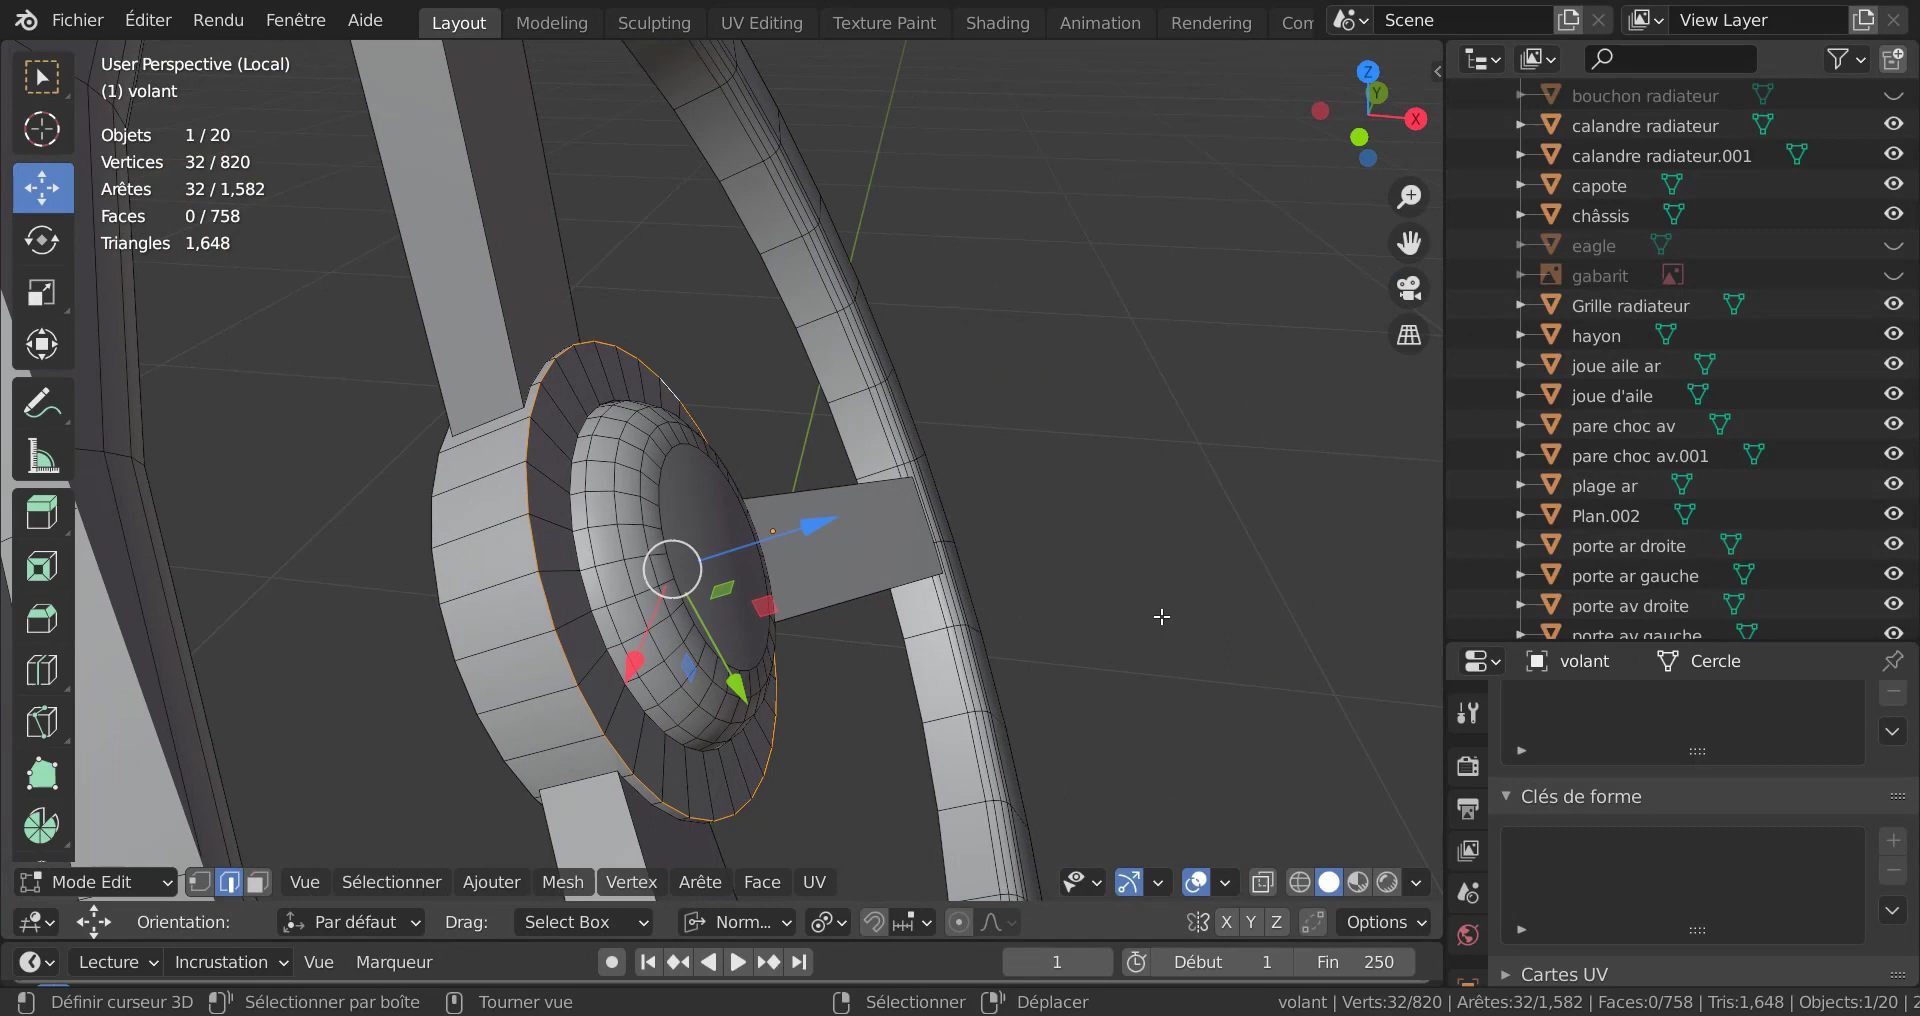 Fichier Éditer Rendu Fenêtre Aide Layout Modeling Sculpting UV Editing Texture Paint Shading Animation Rendering Com Scene View Layer
User Perspective (Local)
(1) volant
Objets 1 / 20
Vertices 32 / 820
Arêtes 32 / 1,582
Faces 0 / 758
Triangles 1,648
Z
Y
X
bouchon radiateur
calandre radiateur
calandre radiateur.001
capote
châssis
eagle
gabarit
Grille radiateur
hayon
joue aile ar
joue d'aile
pare choc av
pare choc av.001
plage ar
Plan.002
porte ar droite
porte ar gauche
porte av droite
porte av gauche
volant Cercle
Clés de forme
Cartes UV
Mode Edit Vue Sélectionner Ajouter Mesh Vertex Arête Face UV
Orientation: Par défaut Drag: Select Box Norm... X Y Z Options
Lecture Incrustation Vue Marqueur 1 Début 1 Fin 250
Définir curseur 3D Sélectionner par boîte Tourner vue Sélectionner Déplacer volant | Verts:32/820 | Arêtes:32/1,582 | Faces:0/758 | Tris:1,648 | Objects:1/20 | 2